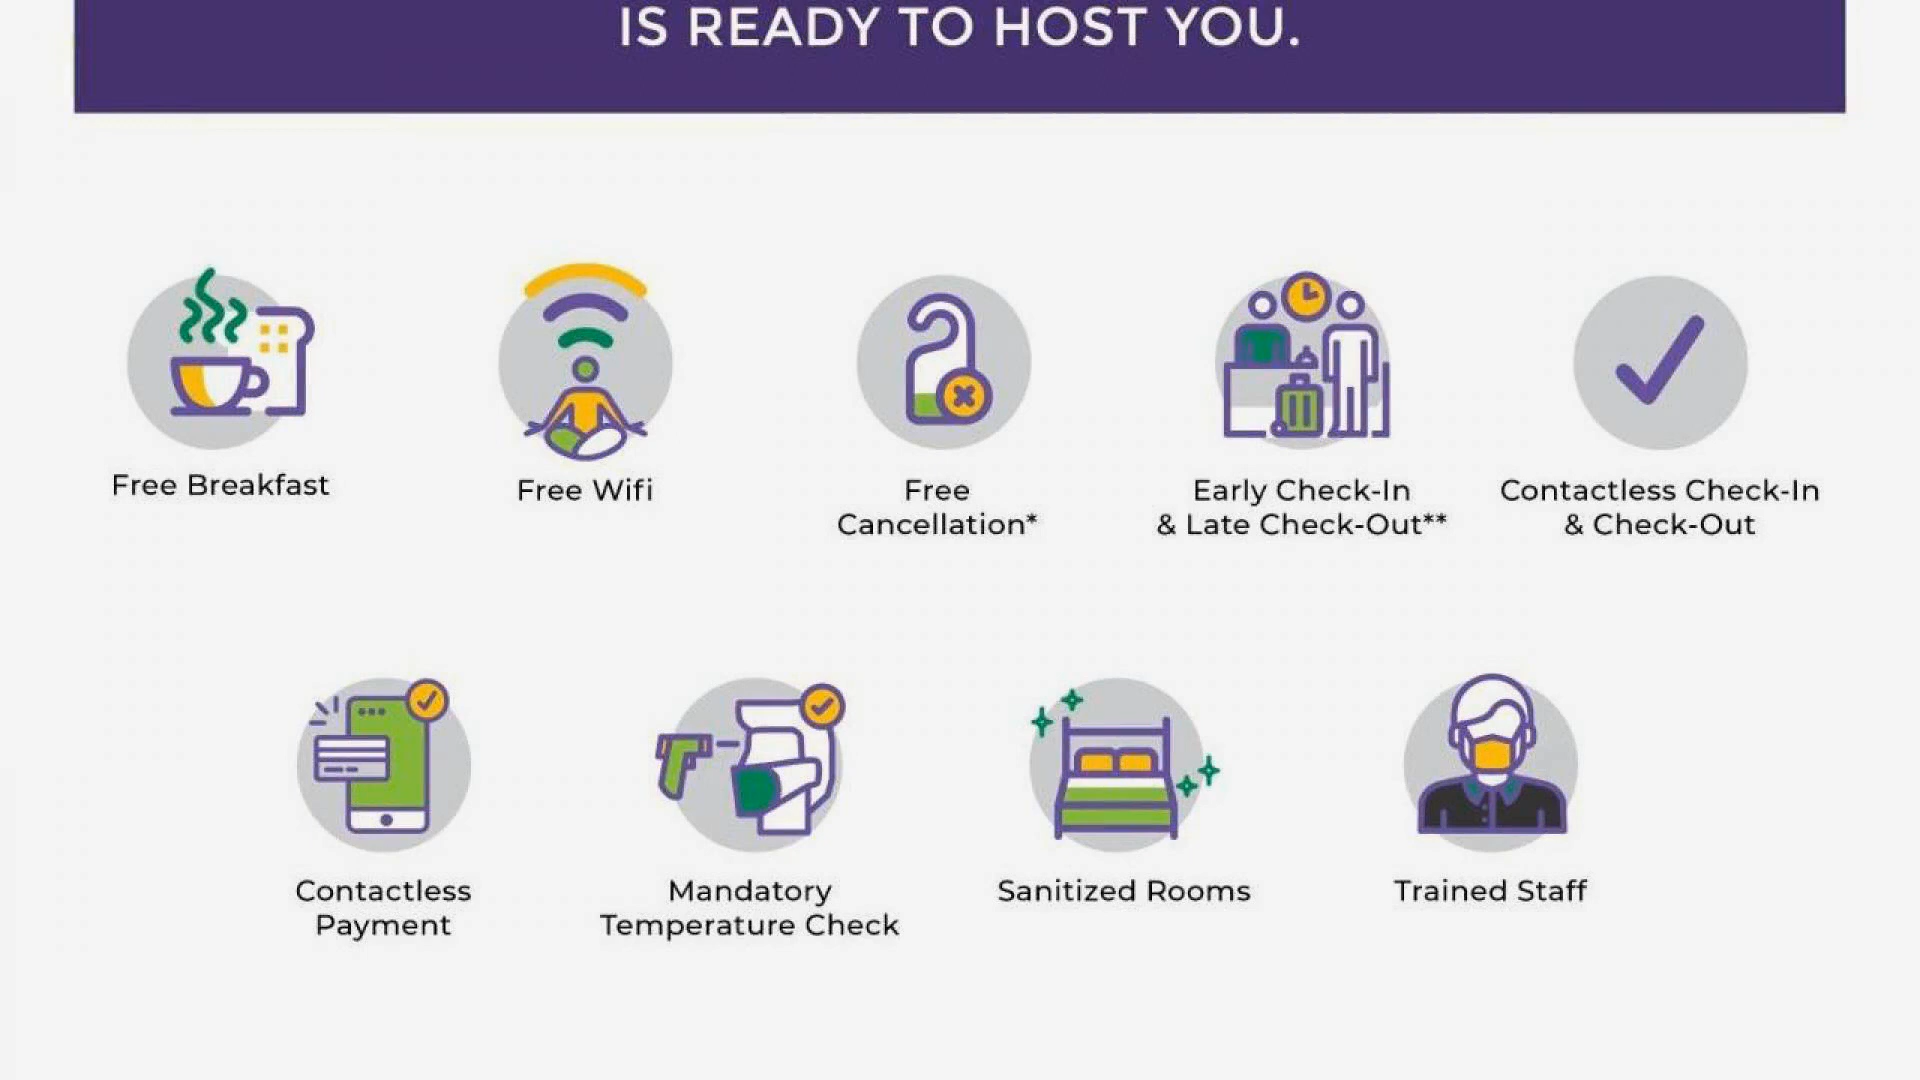 IS READY TO HOST YOU.
Free Breakfast
Free Wifi
Free
Cancellation*
Early Check-In
& Late Check-Out**
Contactless Check-In
& Check-Out
Contactless
Payment
Mandatory
Temperature Check
Sanitized Rooms
Trained Staff